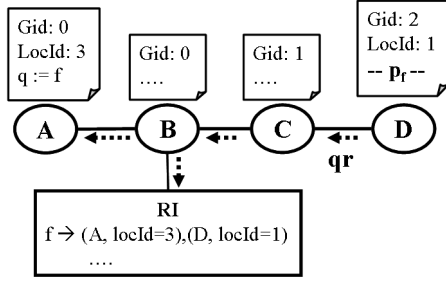 Gid: 0
LocId: 3
q := f
Gid: 0
....
Gid: 1
....
Gid: 2
LocId: 1
-- pf --
A
B
C
D
qr
RI
f → (A, locId=3),(D, locId=1)
....